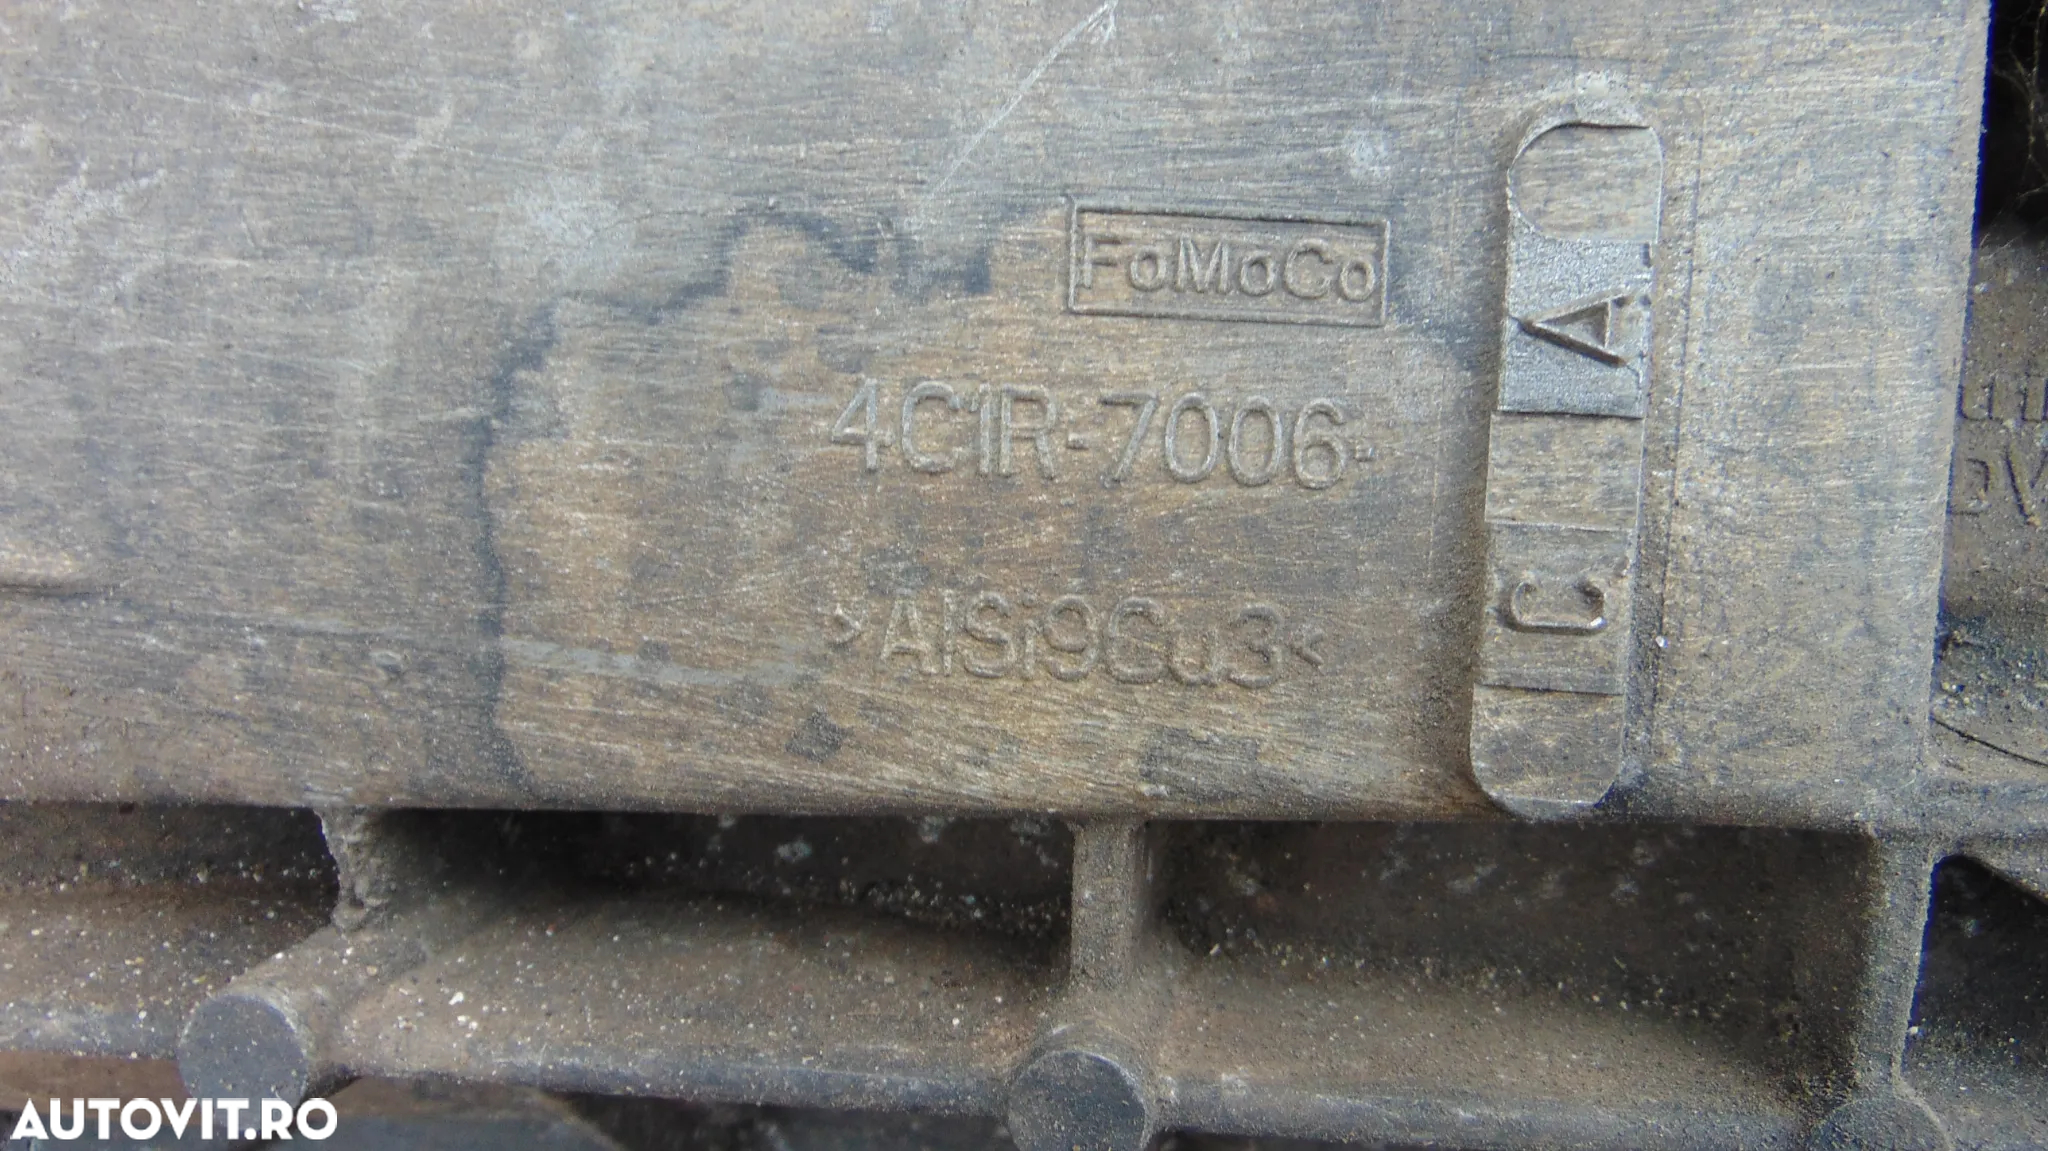 FoMoCo
4C1R-7006-
>AlSi9Cu3<
A
C
AUTOVIT.RO